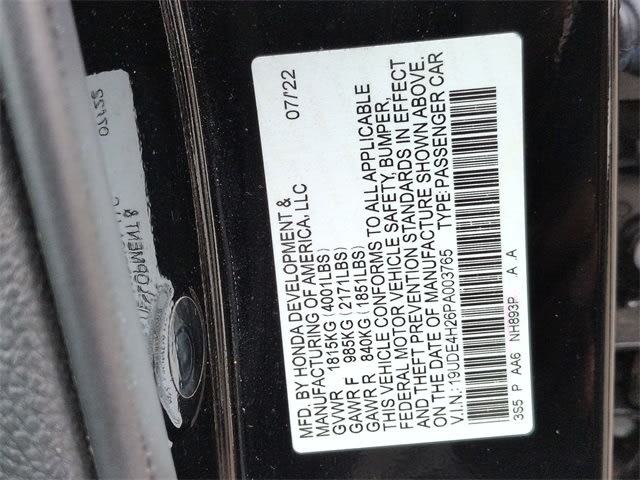 MFD. BY HONDA DEVELOPMENT & 07/'22
MANUFACTURING OF AMERICA, LLC
GVWR 1815KG (4001LBS)
GAWR F 985KG (2171LBS)
GAWR R 840KG (1851LBS)
THIS VEHICLE CONFORMS TO ALL APPLICABLE
FEDERAL MOTOR VEHICLE SAFETY, BUMPER,
AND THEFT PREVENTION STANDARDS IN EFFECT
ON THE DATE OF MANUFACTURE SHOWN ABOVE.
V.I.N.: 19UDE4H26PA003765 TYPE: PASSENGER CAR
3S5 P AA6 NH893P A A